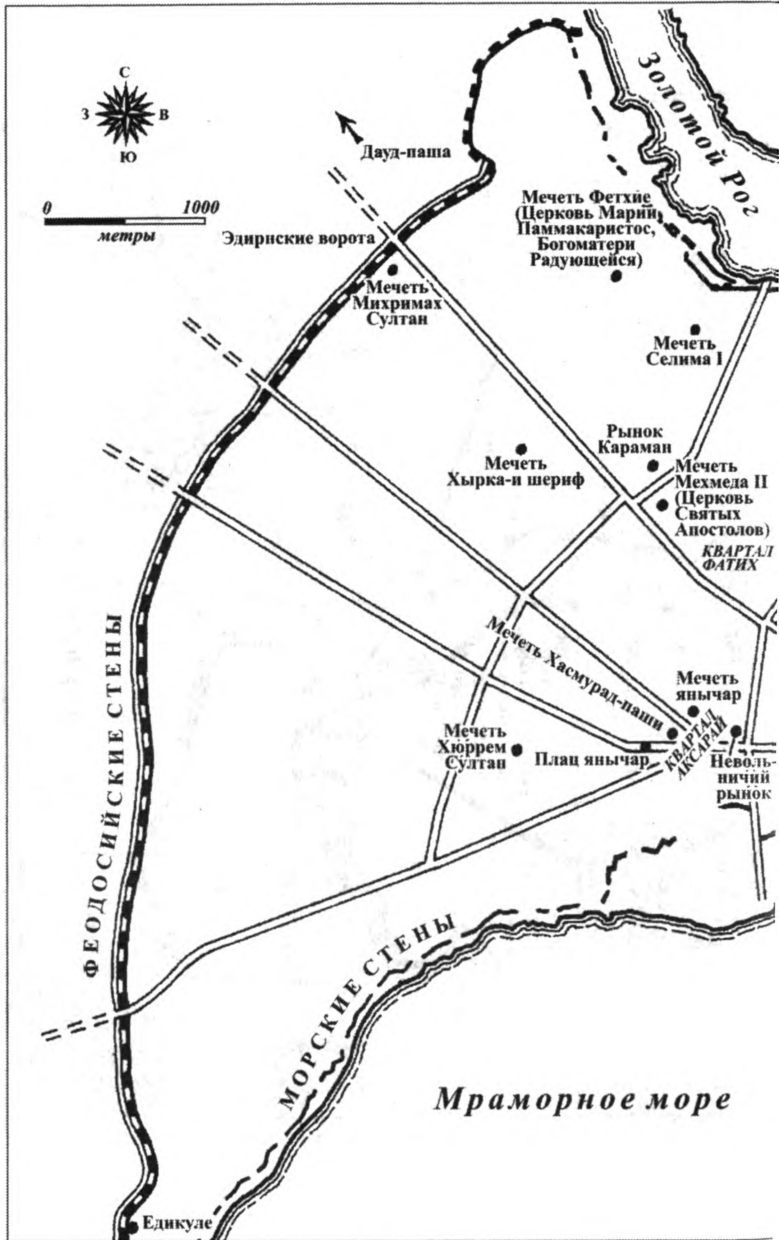 С
З
В
Ю
0
1000
метры
Дауд-паша
Золотой Рог
Эдирнские ворота
Мечеть Фетхие
(Церковь Марии
Паммакаристос,
Богоматери
Радующейся)
Мечеть
Михримах
Султан
Мечеть
Селима I
Рынок
Караман
Мечеть
Хырка-и шериф
Мечеть
Мехмеда II
(Церковь
Святых
Апостолов)
КВАРТАЛ
ФАТИХ
ФЕОДОСИЙСКИЕ СТЕНЫ
Мечеть Хасмурад-паши
Мечеть
янычар
Мечеть
Хюррем
Султан
Плац янычар
КВАРТАЛ
АКСАРАЙ
Неволь-
ничий
рынок
МОРСКИЕ СТЕНЫ
Мраморное море
Едикуле